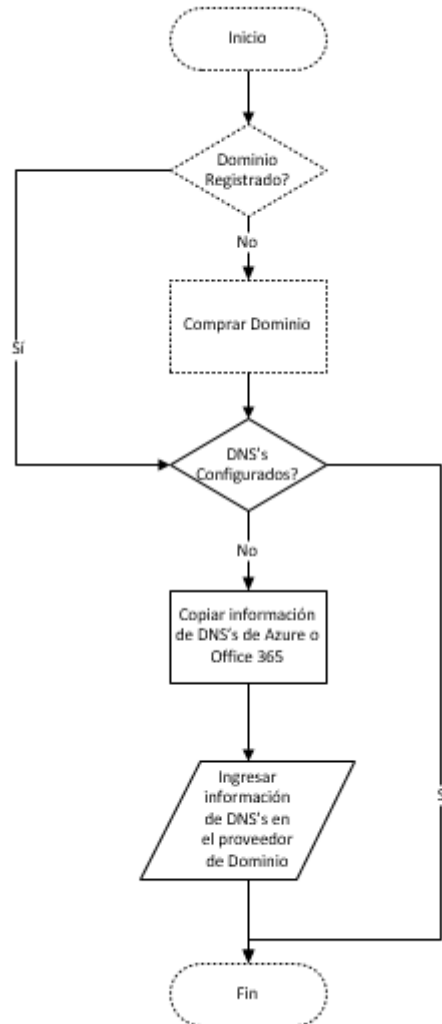 Inicio
Dominio
Registrado?
No
Comprar Dominio
Sí
DNS's
Configurados?
No
Copiar información
de DNS's de Azure o
Office 365
Ingresar
información
de DNS's en
el proveedor
de Dominio
S
Fin